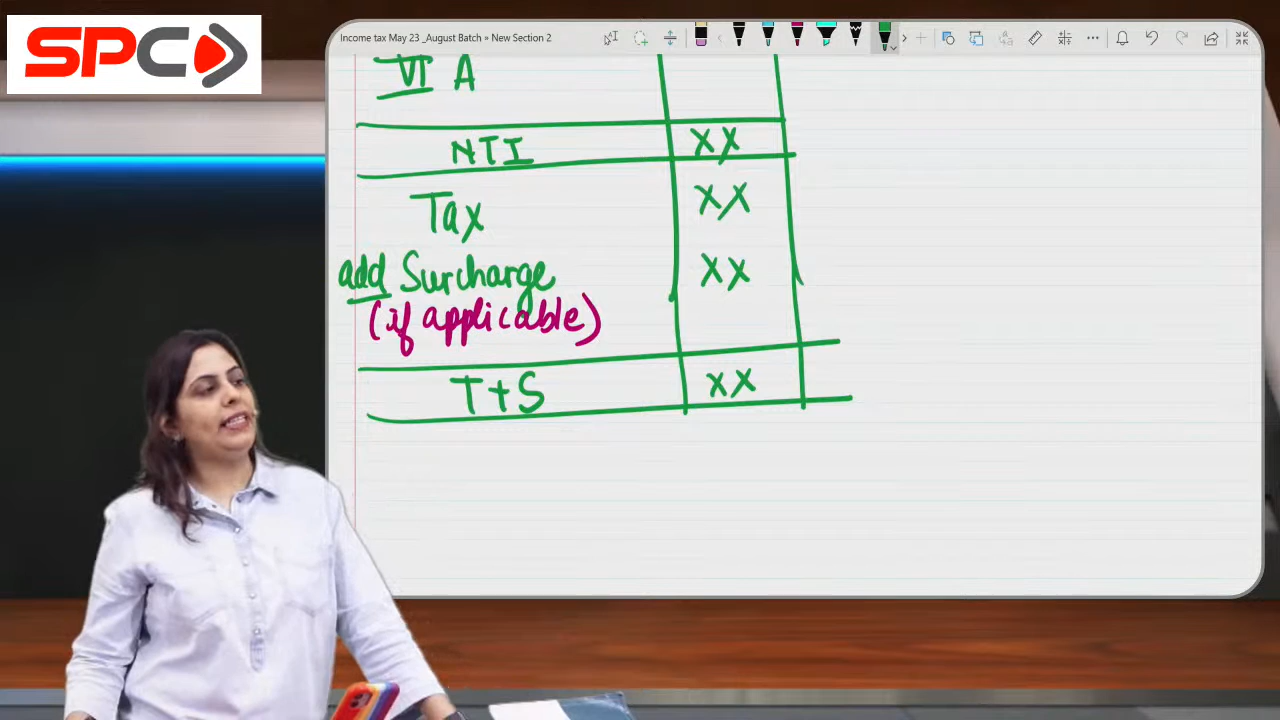 SPC
Income tax May 23 _August Batch » New Section 2
VI A
NTI XX
Tax XX
add Surcharge XX
(if applicable)
T+S XX